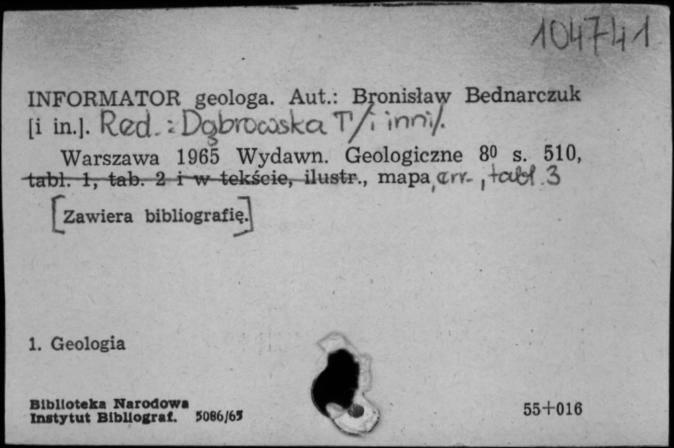 104741
INFORMATOR geologa. Aut.: Bronisław Bednarczuk
[i in.]. Red.: Dąbrowska T/i inni/.
Warszawa 1965 Wydawn. Geologiczne 8⁰ s. 510,
tabl. 1, tab. 2 i w tekście, ilustr., mapa, err., tabl. 3
[Zawiera bibliografię.]
1. Geologia
Biblioteka Narodowa
Instytut Bibliograf. 5086/65
55+016